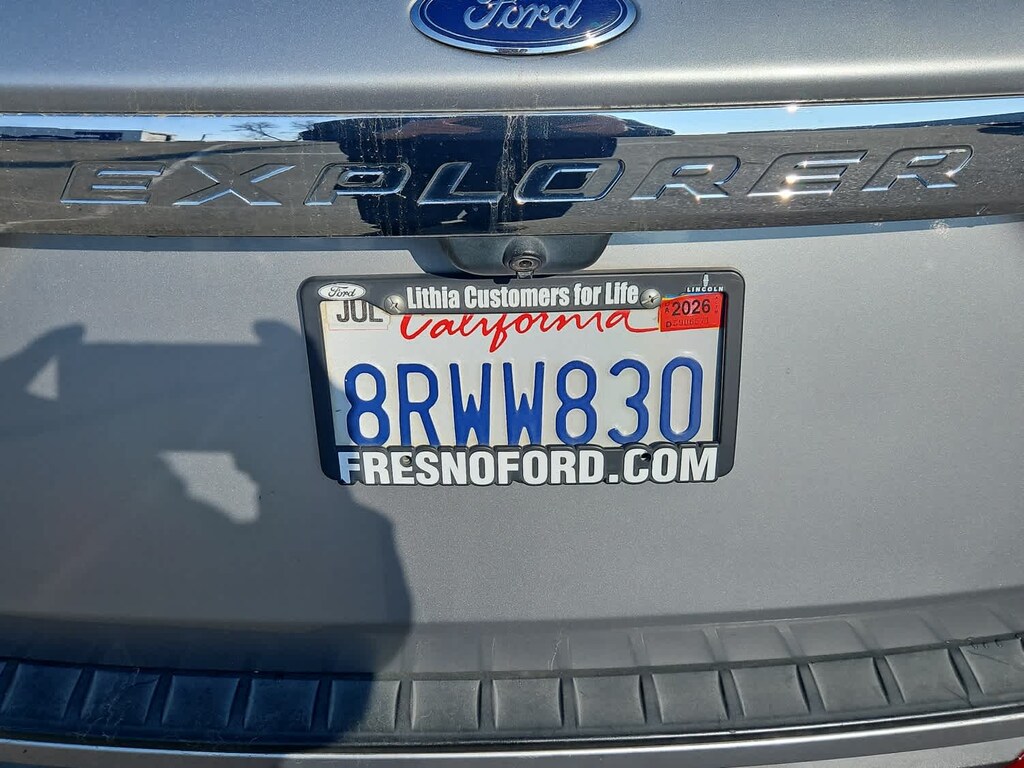 Ford
EXPLORER
Ford
Lithia Customers for Life
LINCOLN
JUL
California
2026
8RWW830
FRESNOFORD.COM